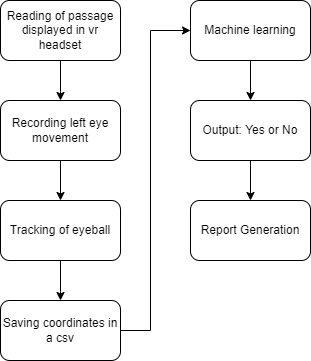 Reading of passage
displayed in vr
headset
Recording left eye
movement
Tracking of eyeball
Saving coordinates in
a csv
Machine learning
Output: Yes or No
Report Generation